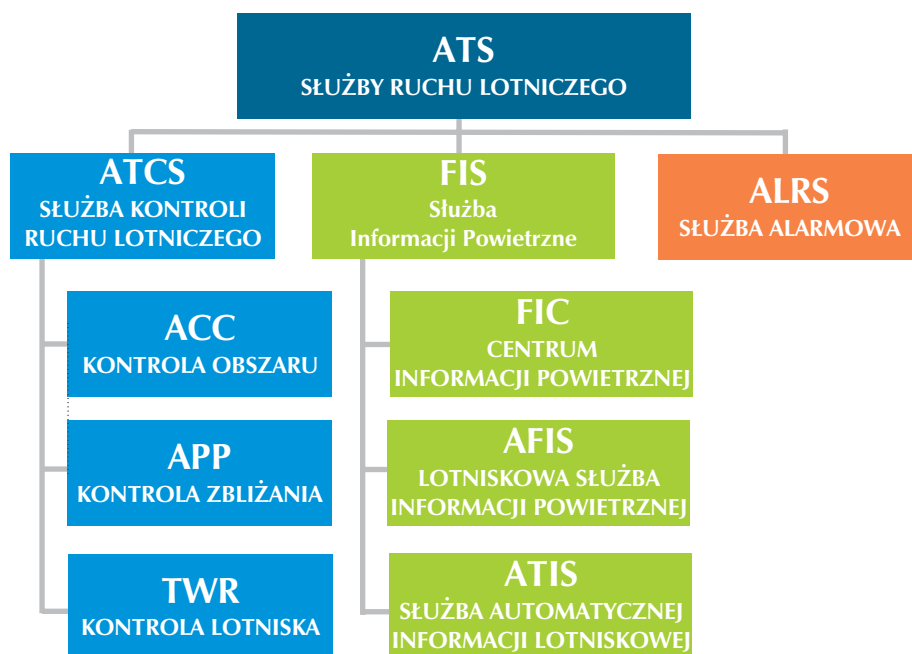 ATS
SŁUŻBY RUCHU LOTNICZEGO
ATCS
SŁUŻBA KONTROLI
RUCHU LOTNICZEGO
FIS
Służba
Informacji Powietrzne
ALRS
SŁUŻBA ALARMOWA
ACC
KONTROLA OBSZARU
APP
KONTROLA ZBLIŻANIA
TWR
KONTROLA LOTNISKA
FIC
CENTRUM
INFORMACJI POWIETRZNEJ
AFIS
LOTNISKOWA SŁUŻBA
INFORMACJI POWIETRZNEJ
ATIS
SŁUŻBA AUTOMATYCZNEJ
INFORMACJI LOTNISKOWEJ